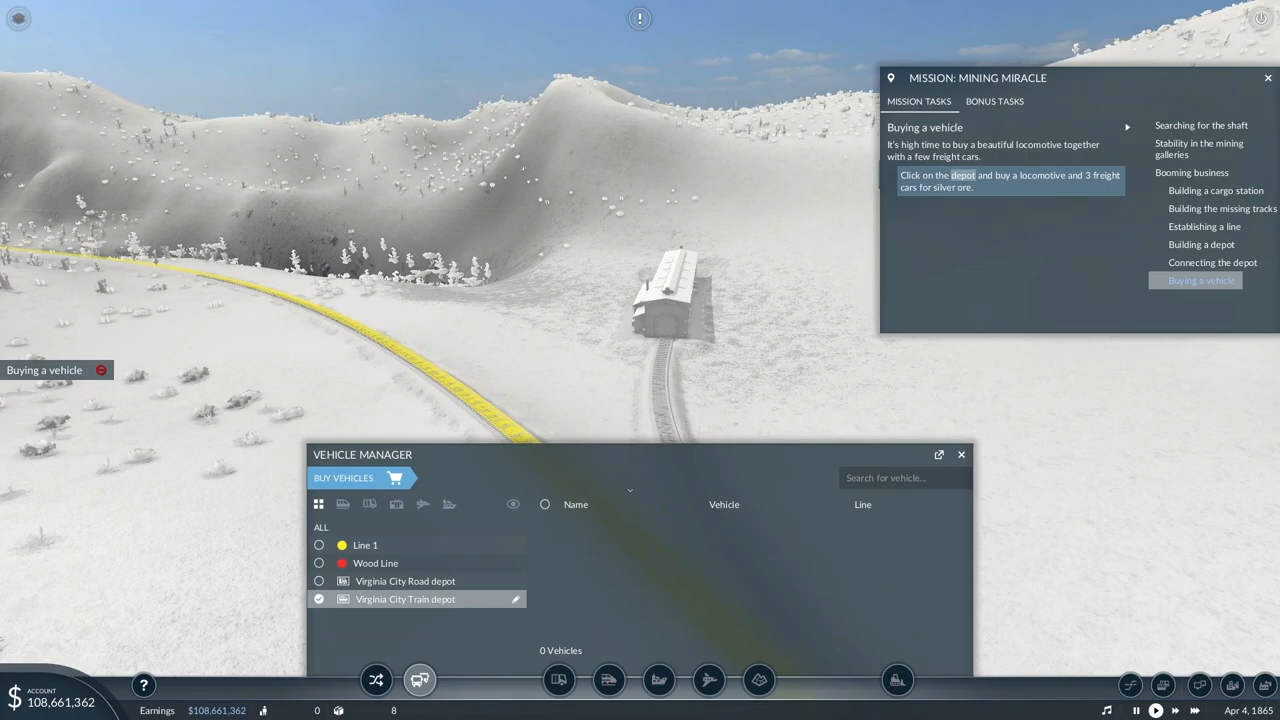 MISSION: MINING MIRACLE
MISSION TASKS
BONUS TASKS
Buying a vehicle
It's high time to buy a beautiful locomotive together
with a few freight cars.
Click on the depot and buy a locomotive and 3 freight
cars for silver ore.
Searching for the shaft
Stability in the mining
galleries
Booming business
Building a cargo station
Building the missing tracks
Establishing a line
Building a depot
Connecting the depot
Buying a vehicle
Buying a vehicle
VEHICLE MANAGER
BUY VEHICLES
Search for vehicle...
Name
Vehicle
Line
ALL
Line 1
Wood Line
Virginia City Road depot
Virginia City Train depot
0 Vehicles
$
ACCOUNT
108,661,362
?
Earnings
$108,661,362
0
8
Apr 4, 1865